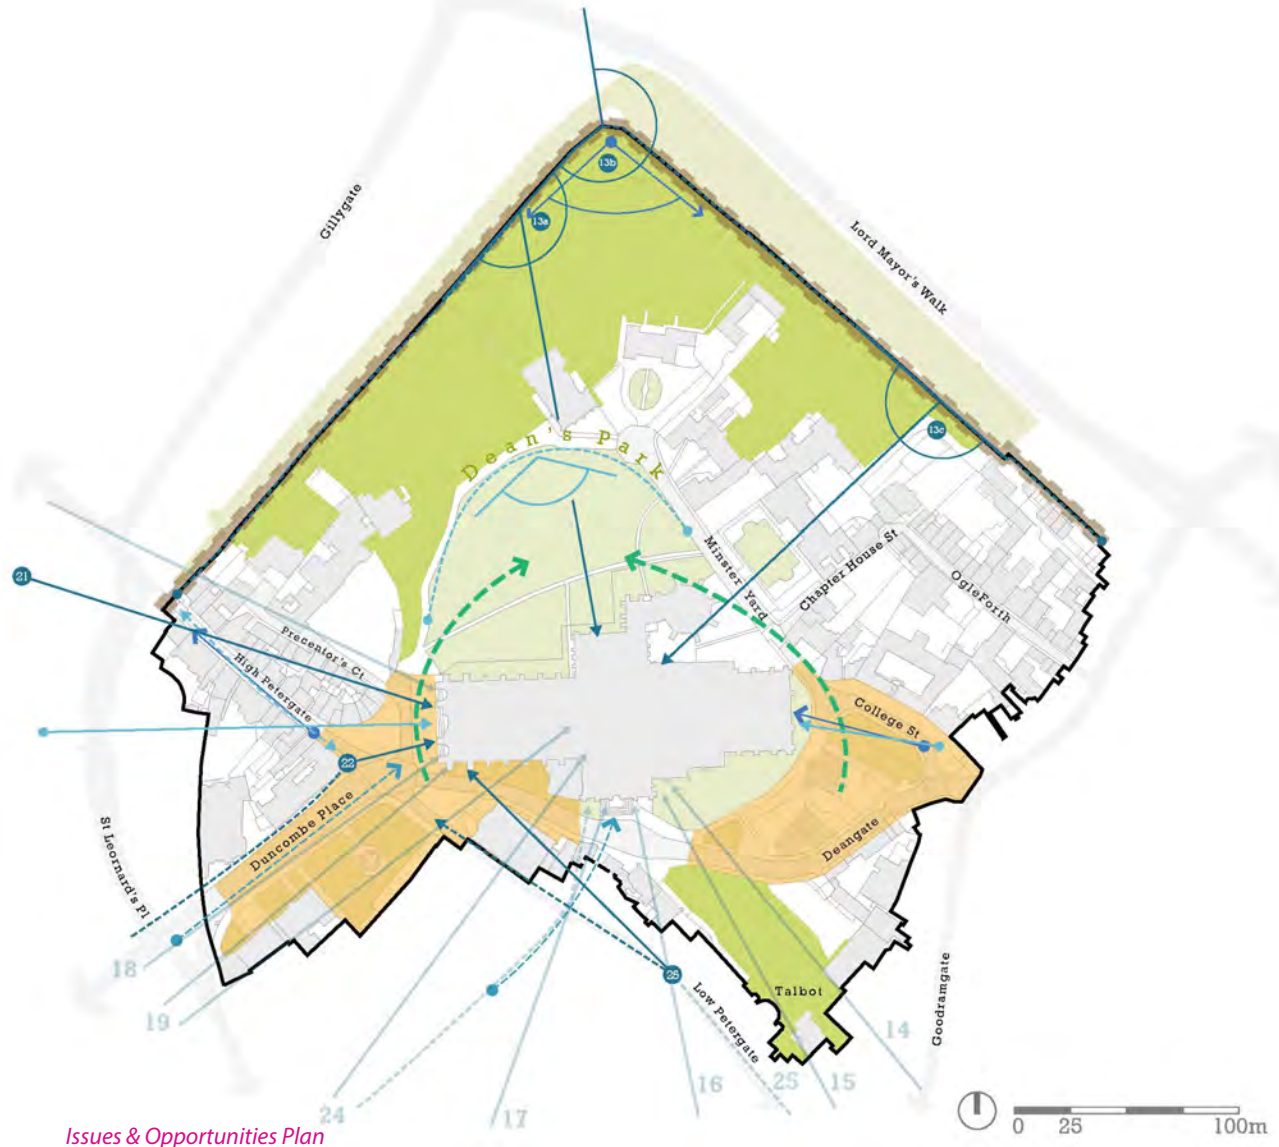 13b
Gillygate
13a
Lord Mayor's Walk
13c
Dean's Park
21
Minster Yard
Chapter House St
OgleForth
Precentor's Ct
High Petergate
College St
22
Duncombe Place
Deangate
St Leornard's Pl
18
25
Talbot
Low Petergate
Goodramgate
19
14
24
17
16
25
15
0 25 100m
Issues & Opportunities Plan